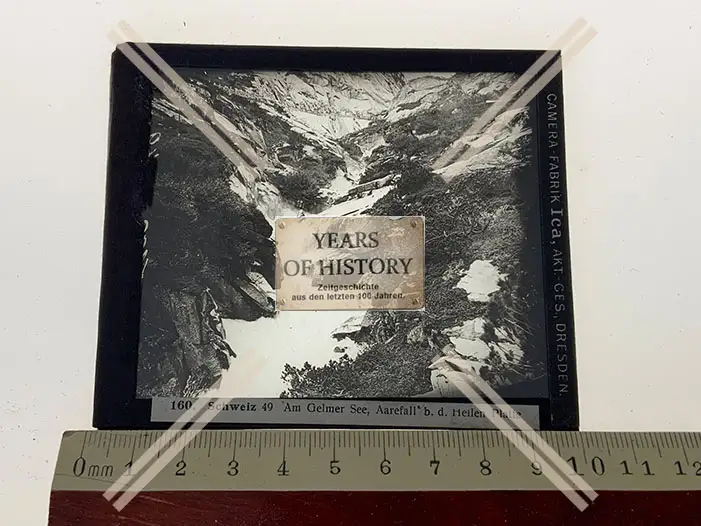 CAMERA-FABRIK Ica, AKT.-GES., DRESDEN
YEARS
OF HISTORY
Zeitgeschichte
aus den letzten 100 Jahren.
160. Schweiz 49 Am Gelmer See, Aarefall b. d. Hellen Platte
0mm 1 2 3 4 5 6 7 8 9 10 11 12